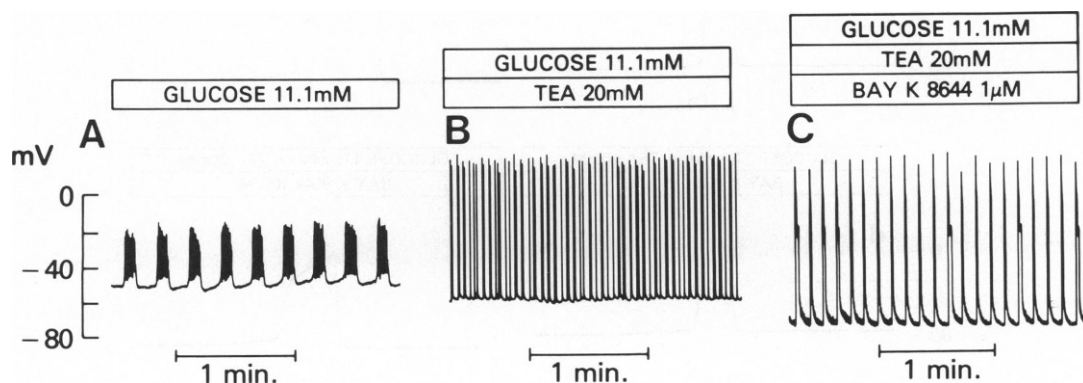 GLUCOSE 11.1mM
A
mV
0
−40
−80
1 min.
GLUCOSE 11.1mM
TEA 20mM
B
1 min.
GLUCOSE 11.1mM
TEA 20mM
BAY K 8644 1μM
C
1 min.